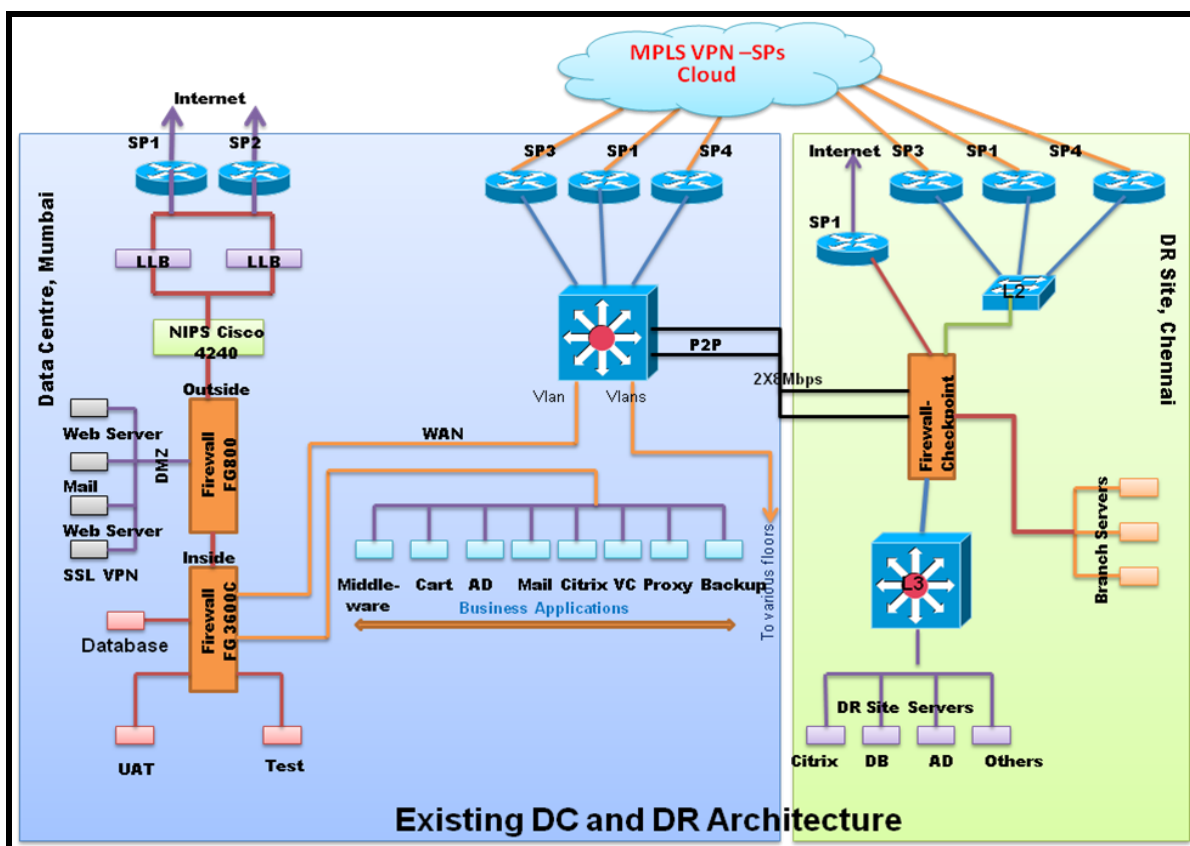 MPLS VPN –SPs
Cloud
Internet
SP1
SP2
LLB
LLB
NIPS Cisco
4240
Outside
Firewall
FG800
DMZ
Web Server
Mail
Web Server
SSL VPN
Inside
Firewall
FG 3600C
Database
UAT
Test
Data Centre, Mumbai
SP3
SP1
SP4
Vlan
Vlans
WAN
P2P
2X8Mbps
Middle-
ware
Cart
AD
Mail
Citrix
VC
Proxy
Backup
Business Applications
To various floors
Internet
SP3
SP1
SP4
SP1
L2
DR Site, Chennai
Firewall-
Checkpoint
Branch Servers
L3
DR Site Servers
Citrix
DB
AD
Others
Existing DC and DR Architecture